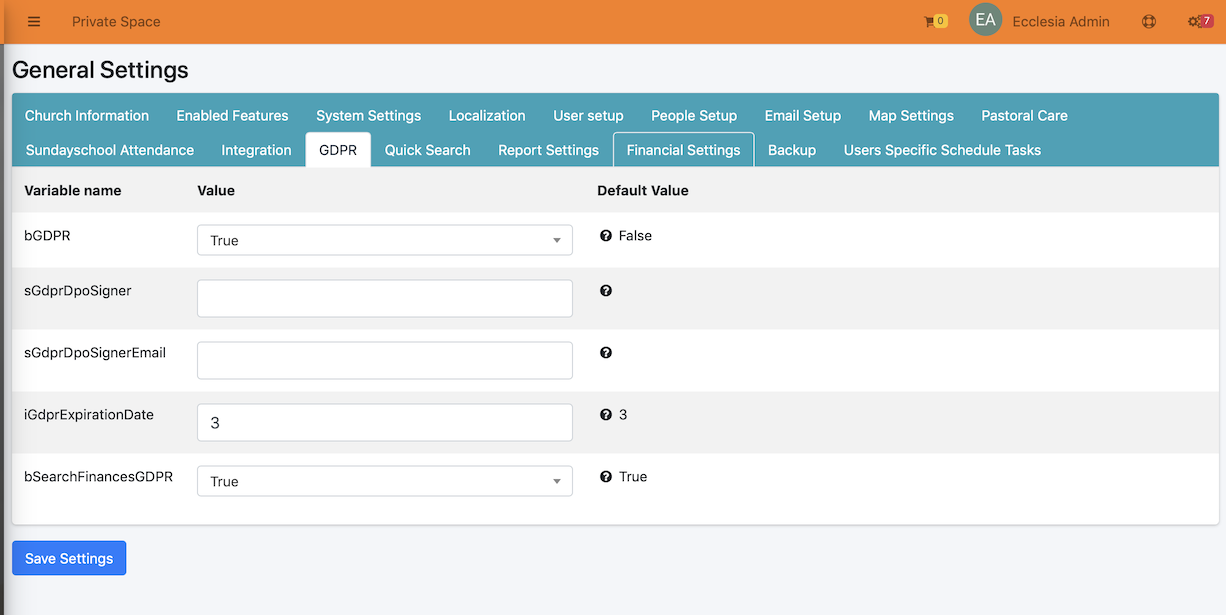 Private Space 0 EA Ecclesia Admin 7
General Settings
Church Information Enabled Features System Settings Localization User setup People Setup Email Setup Map Settings Pastoral Care
Sundayschool Attendance Integration GDPR Quick Search Report Settings Financial Settings Backup Users Specific Schedule Tasks
Variable name Value Default Value
bGDPR True ? False
sGdprDpoSigner ?
sGdprDpoSignerEmail ?
iGdprExpirationDate 3 ? 3
bSearchFinancesGDPR True ? True
Save Settings